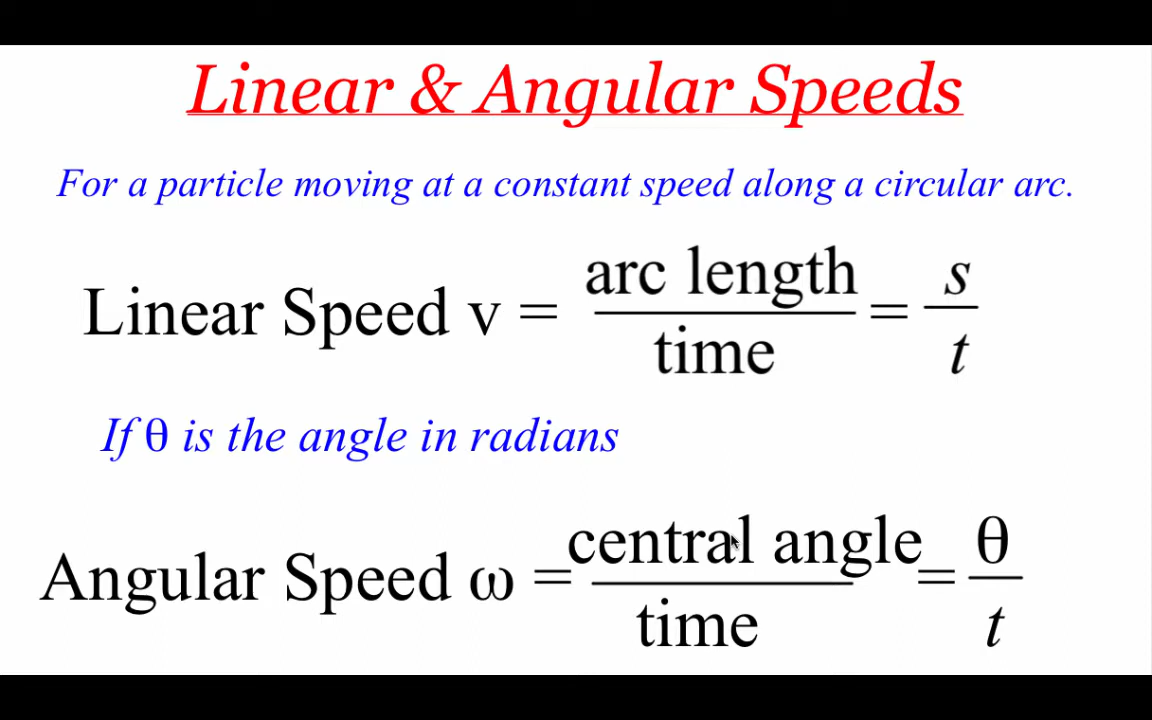 Linear & Angular Speeds
For a particle moving at a constant speed along a circular arc.
Linear Speed v = arc length / time = s / t
If θ is the angle in radians
Angular Speed ω = central angle / time = θ / t